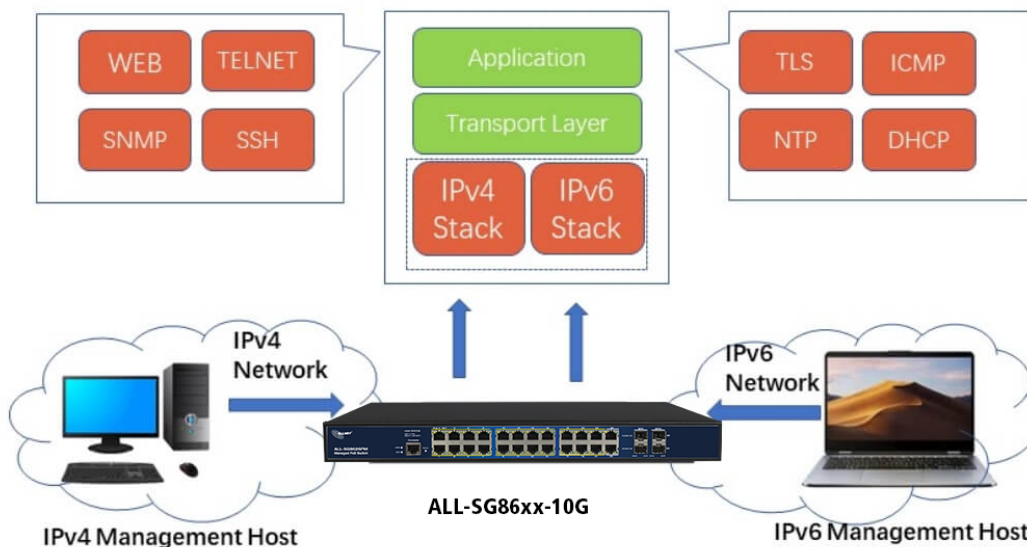 WEB
TELNET
SNMP
SSH
Application
Transport Layer
IPv4
Stack
IPv6
Stack
TLS
ICMP
NTP
DHCP
IPv4
Network
IPv6
Network
ALL-SG86xx-10G
IPv4 Management Host
IPv6 Management Host